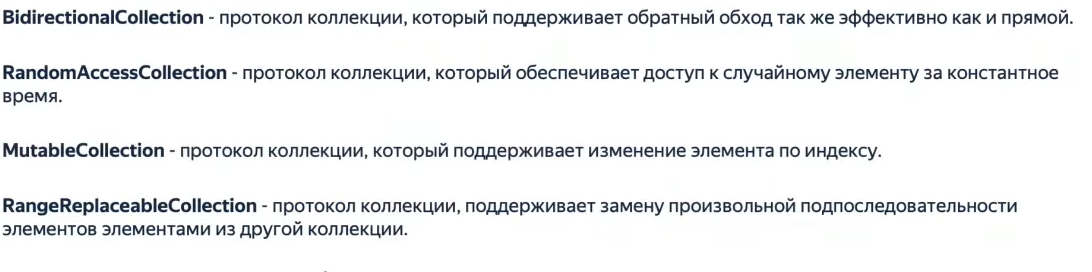 BidirectionalCollection - протокол коллекции, который поддерживает обратный обход так же эффективно как и прямой.
RandomAccessCollection - протокол коллекции, который обеспечивает доступ к случайному элементу за константное
время.
MutableCollection - протокол коллекции, который поддерживает изменение элемента по индексу.
RangeReplaceableCollection - протокол коллекции, поддерживает замену произвольной подпоследовательности
элементов элементами из другой коллекции.